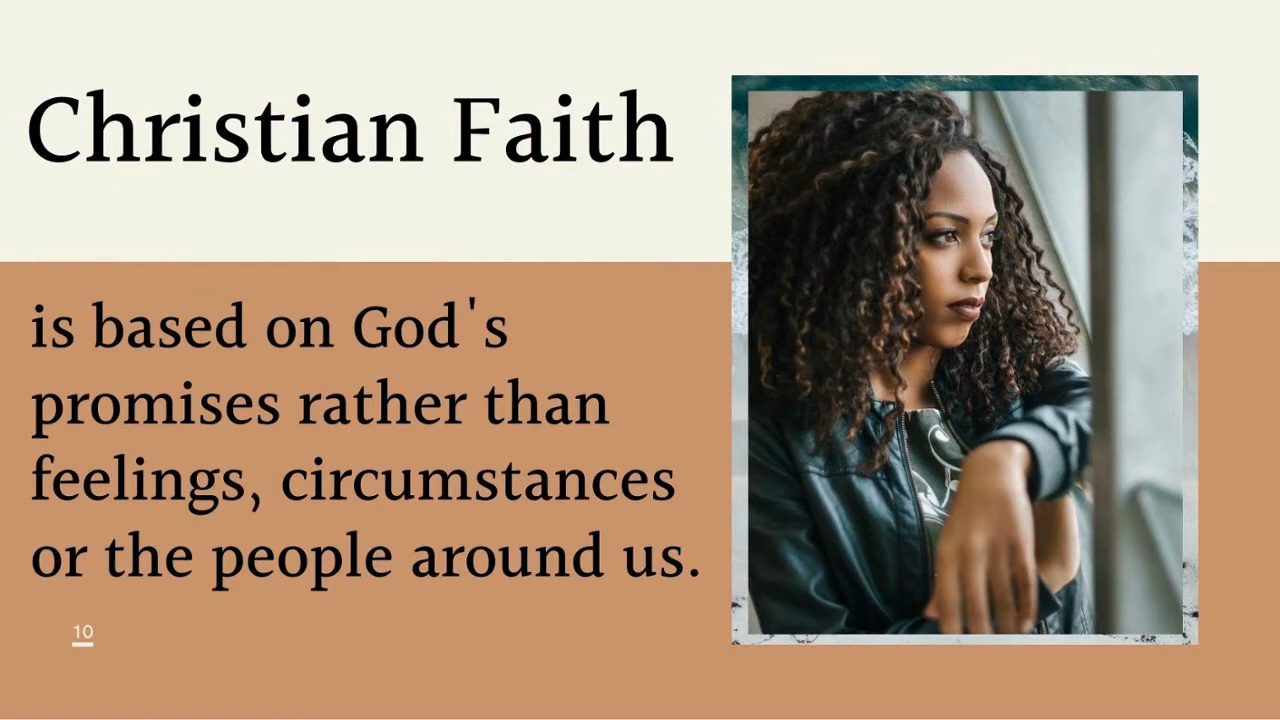 Christian Faith
is based on God's
promises rather than
feelings, circumstances
or the people around us.
10